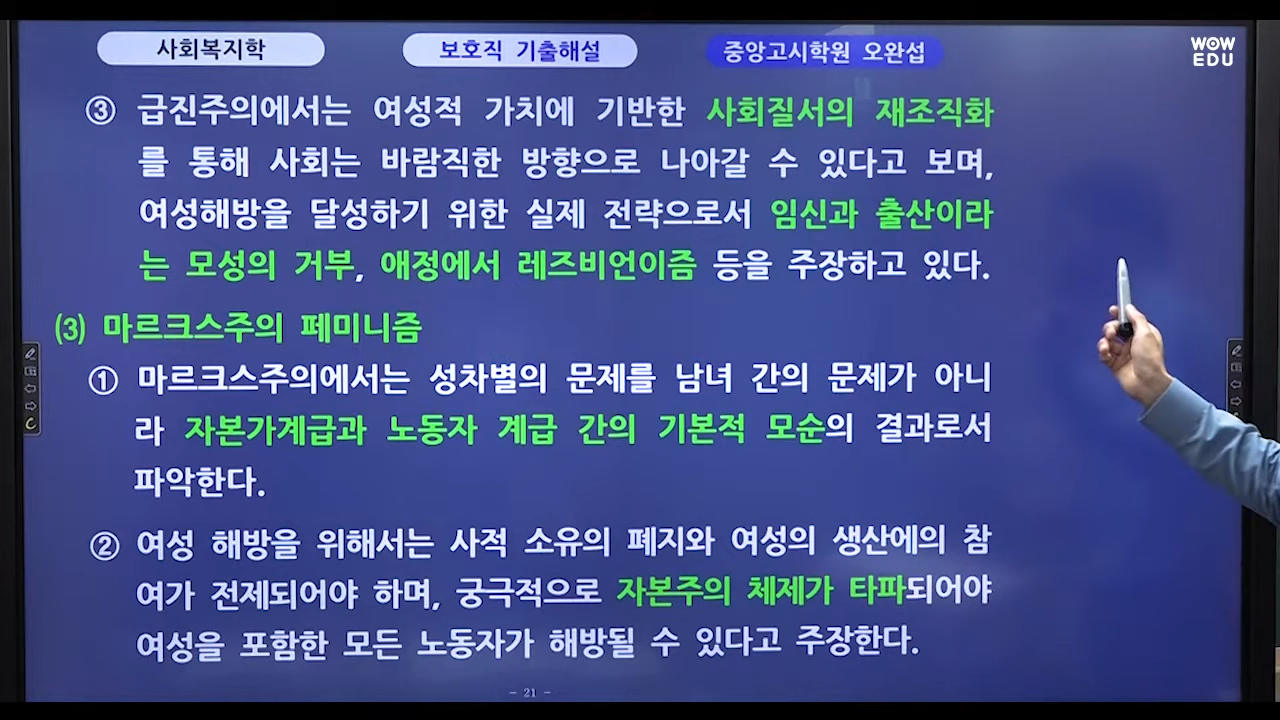 사회복지학
보호직 기출해설
중앙고시학원 오완섭
WOW
EDU
③ 급진주의에서는 여성적 가치에 기반한 사회질서의 재조직화
를 통해 사회는 바람직한 방향으로 나아갈 수 있다고 보며,
여성해방을 달성하기 위한 실제 전략으로서 임신과 출산이라
는 모성의 거부, 애정에서 레즈비언이즘 등을 주장하고 있다.
(3) 마르크스주의 페미니즘
① 마르크스주의에서는 성차별의 문제를 남녀 간의 문제가 아니
라 자본가계급과 노동자 계급 간의 기본적 모순의 결과로서
파악한다.
② 여성 해방을 위해서는 사적 소유의 폐지와 여성의 생산에의 참
여가 전제되어야 하며, 궁극적으로 자본주의 체제가 타파되어야
여성을 포함한 모든 노동자가 해방될 수 있다고 주장한다.
- 21 -